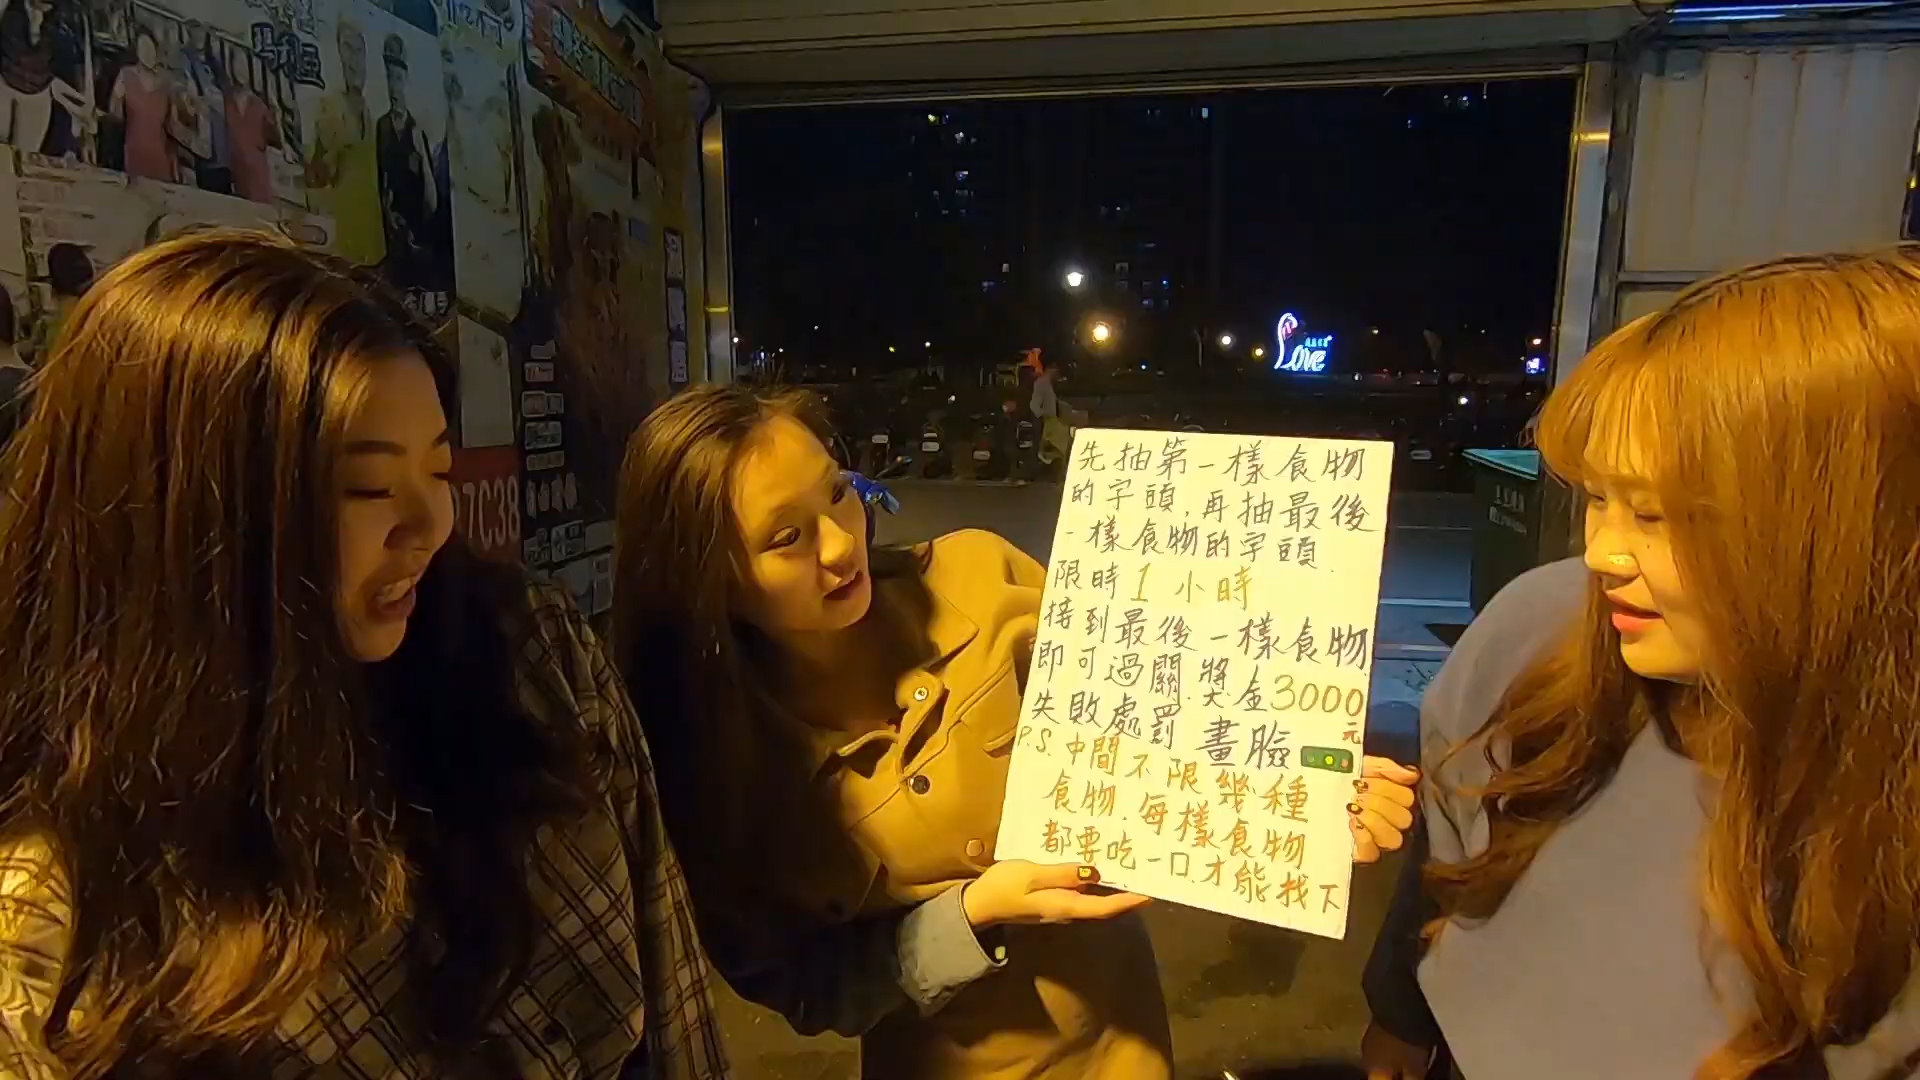 先抽第一樣食物
的字頭,再抽最後
一樣食物的字頭.
限時1小時
接到最後一樣食物
即可過關.獎金3000
元
失敗處罰 畫臉
P.S.中間不限幾種
食物.每樣食物
都要吃一口.才能找下
Love
97C38